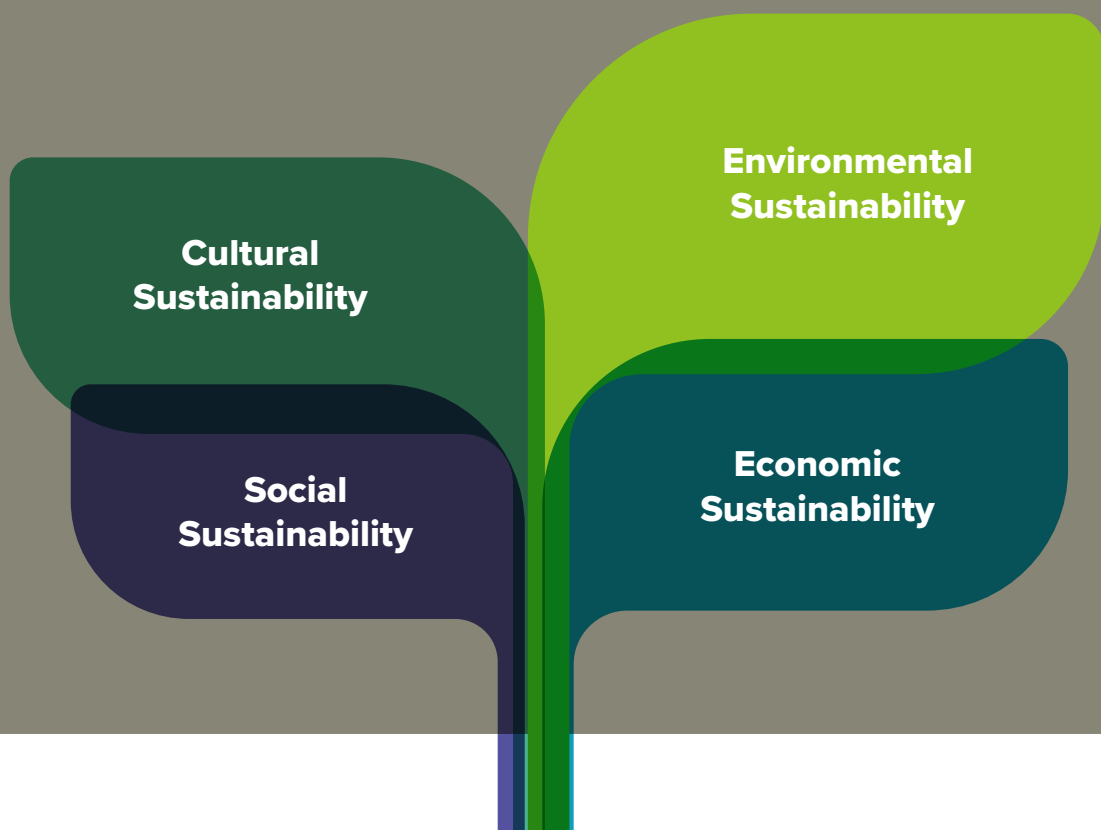 Environmental
Sustainability
Cultural
Sustainability
Economic
Sustainability
Social
Sustainability